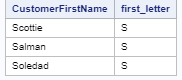 CustomerFirstName first_letter
Scottie S
Salman S
Soledad S